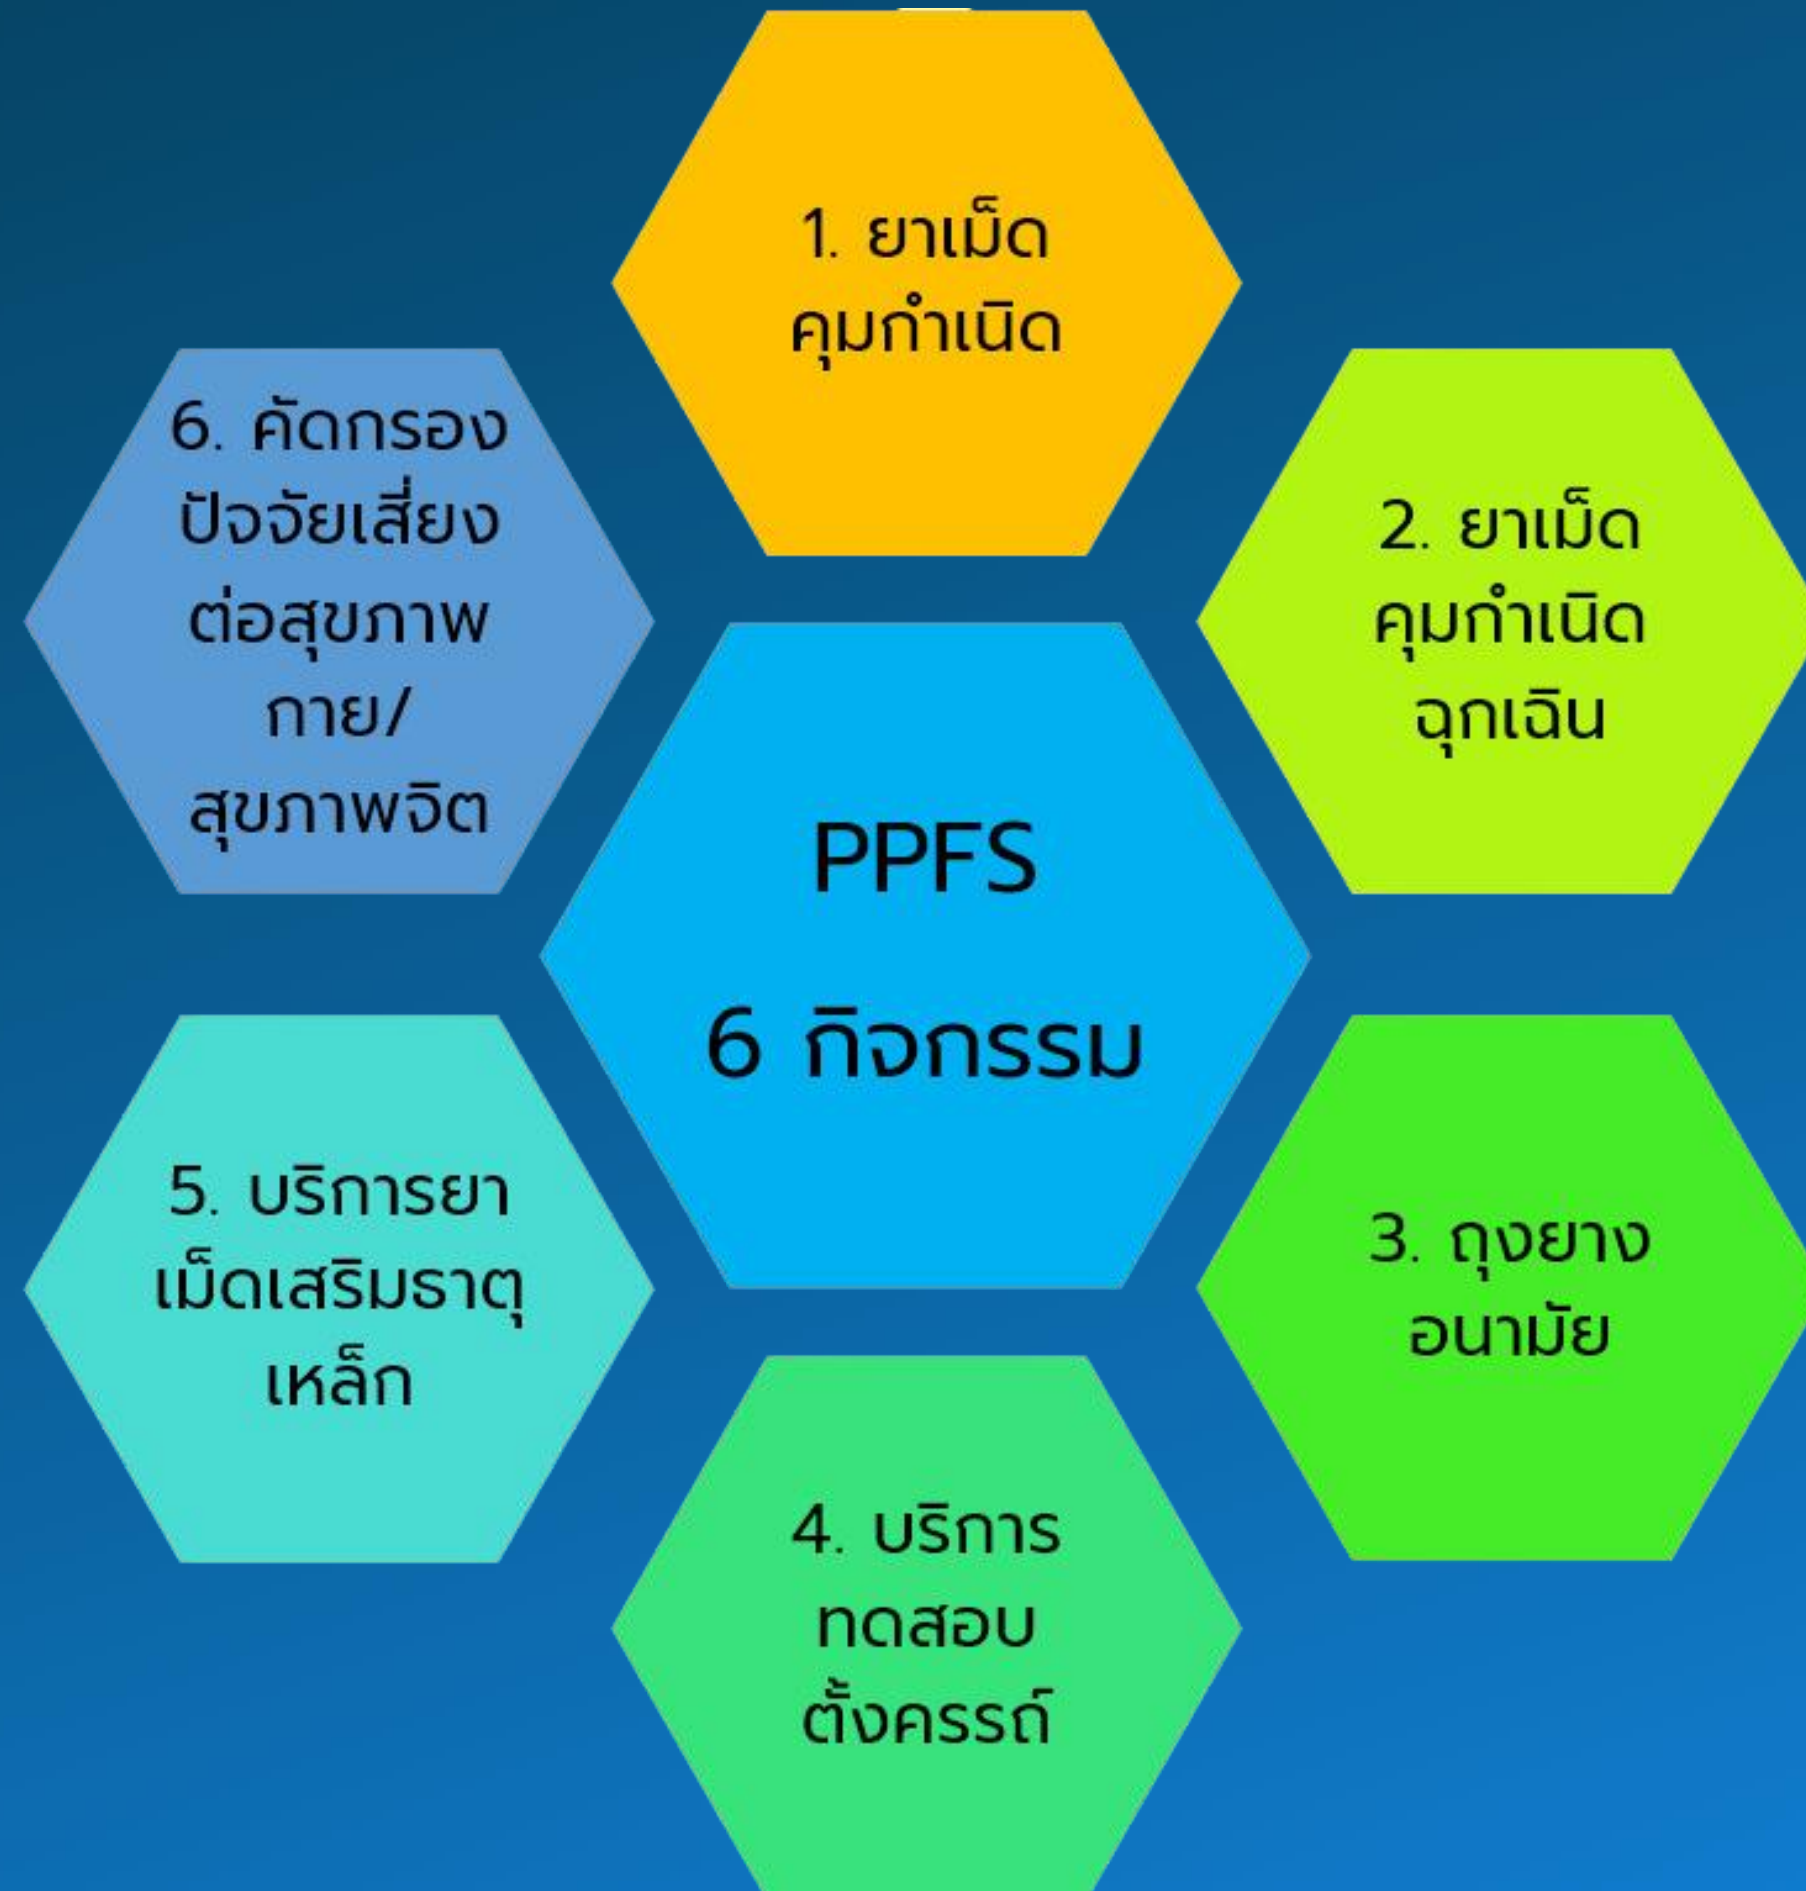 1. ยาเม็ด
คุมกำเนิด
2. ยาเม็ด
คุมกำเนิด
ฉุกเฉิน
3. ถุงยาง
อนามัย
4. บริการ
ทดสอบ
ตั้งครรถ์
5. บริการยา
เม็ดเสริมธาตุ
เหล็ก
6. คัดกรอง
ปัจจัยเสี่ยง
ต่อสุขภาพ
กาย/
สุขภาพจิต
PPFS
6 กิจกรรม